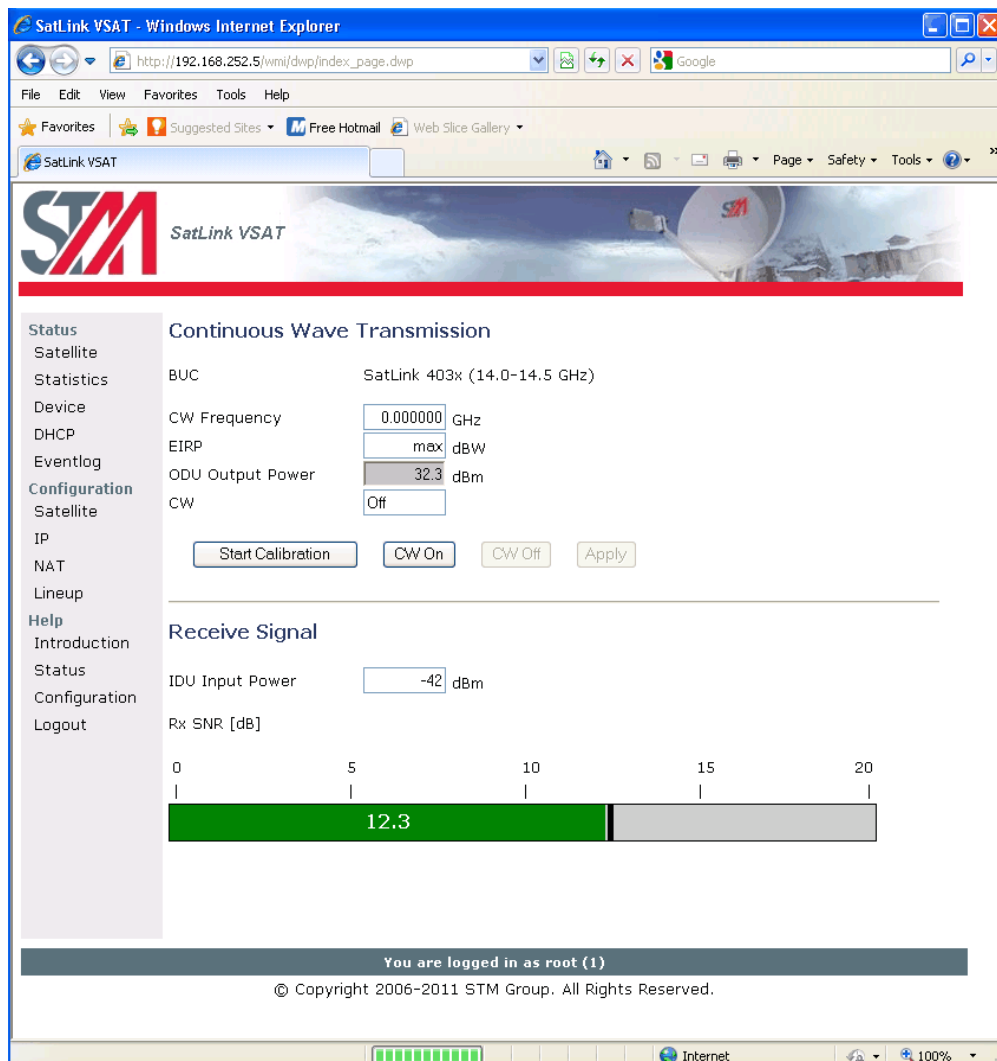 SatLink VSAT - Windows Internet Explorer
http://192.168.252.5/wmi/dwp/index_page.dwp
Google
File Edit View Favorites Tools Help
Favorites Suggested Sites Free Hotmail Web Slice Gallery
SatLink VSAT
Page Safety Tools »
STM
SatLink VSAT
STM
Status
Satellite
Statistics
Device
DHCP
Eventlog
Configuration
Satellite
IP
NAT
Lineup
Help
Introduction
Status
Configuration
Logout
Continuous Wave Transmission
BUC SatLink 403x (14.0-14.5 GHz)
CW Frequency 0.000000 GHz
EIRP max dBW
ODU Output Power 32.3 dBm
CW Off
Start Calibration CW On CW Off Apply
Receive Signal
IDU Input Power -42 dBm
Rx SNR [dB]
0 5 10 15 20
12.3
You are logged in as root (1)
© Copyright 2006-2011 STM Group. All Rights Reserved.
Internet 100%